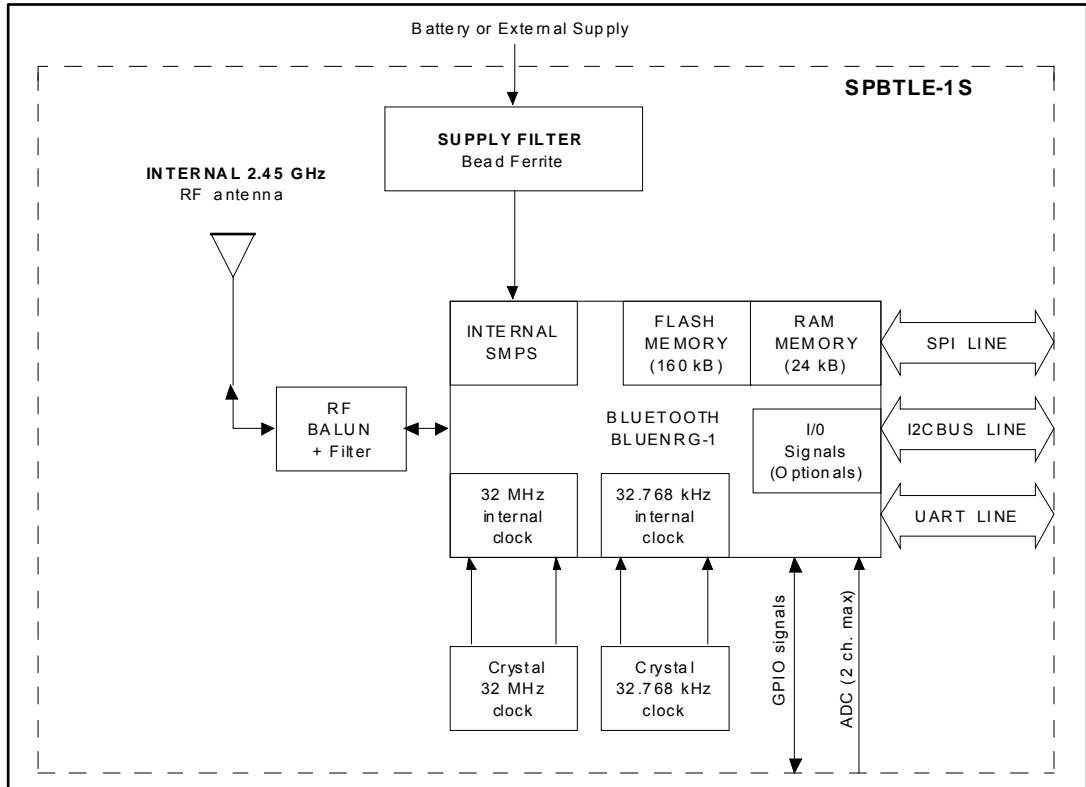 Battery or External Supply
SPBTLE-1S
SUPPLY FILTER
Bead Ferrite
INTERNAL 2.45 GHz
RF antenna
INTERNAL
SMPS
FLASH
MEMORY
(160 kB)
RAM
MEMORY
(24 kB)
SPI LINE
RF
BALUN
+ Filter
BLUETOOTH
BLUENRG-1
I/0
Signals
(Optionals)
I2CBUS LINE
32 MHz
internal
clock
32.768 kHz
internal
clock
UART LINE
Crystal
32 MHz
clock
Crystal
32.768 kHz
clock
GPIO signals
ADC (2 ch. max)